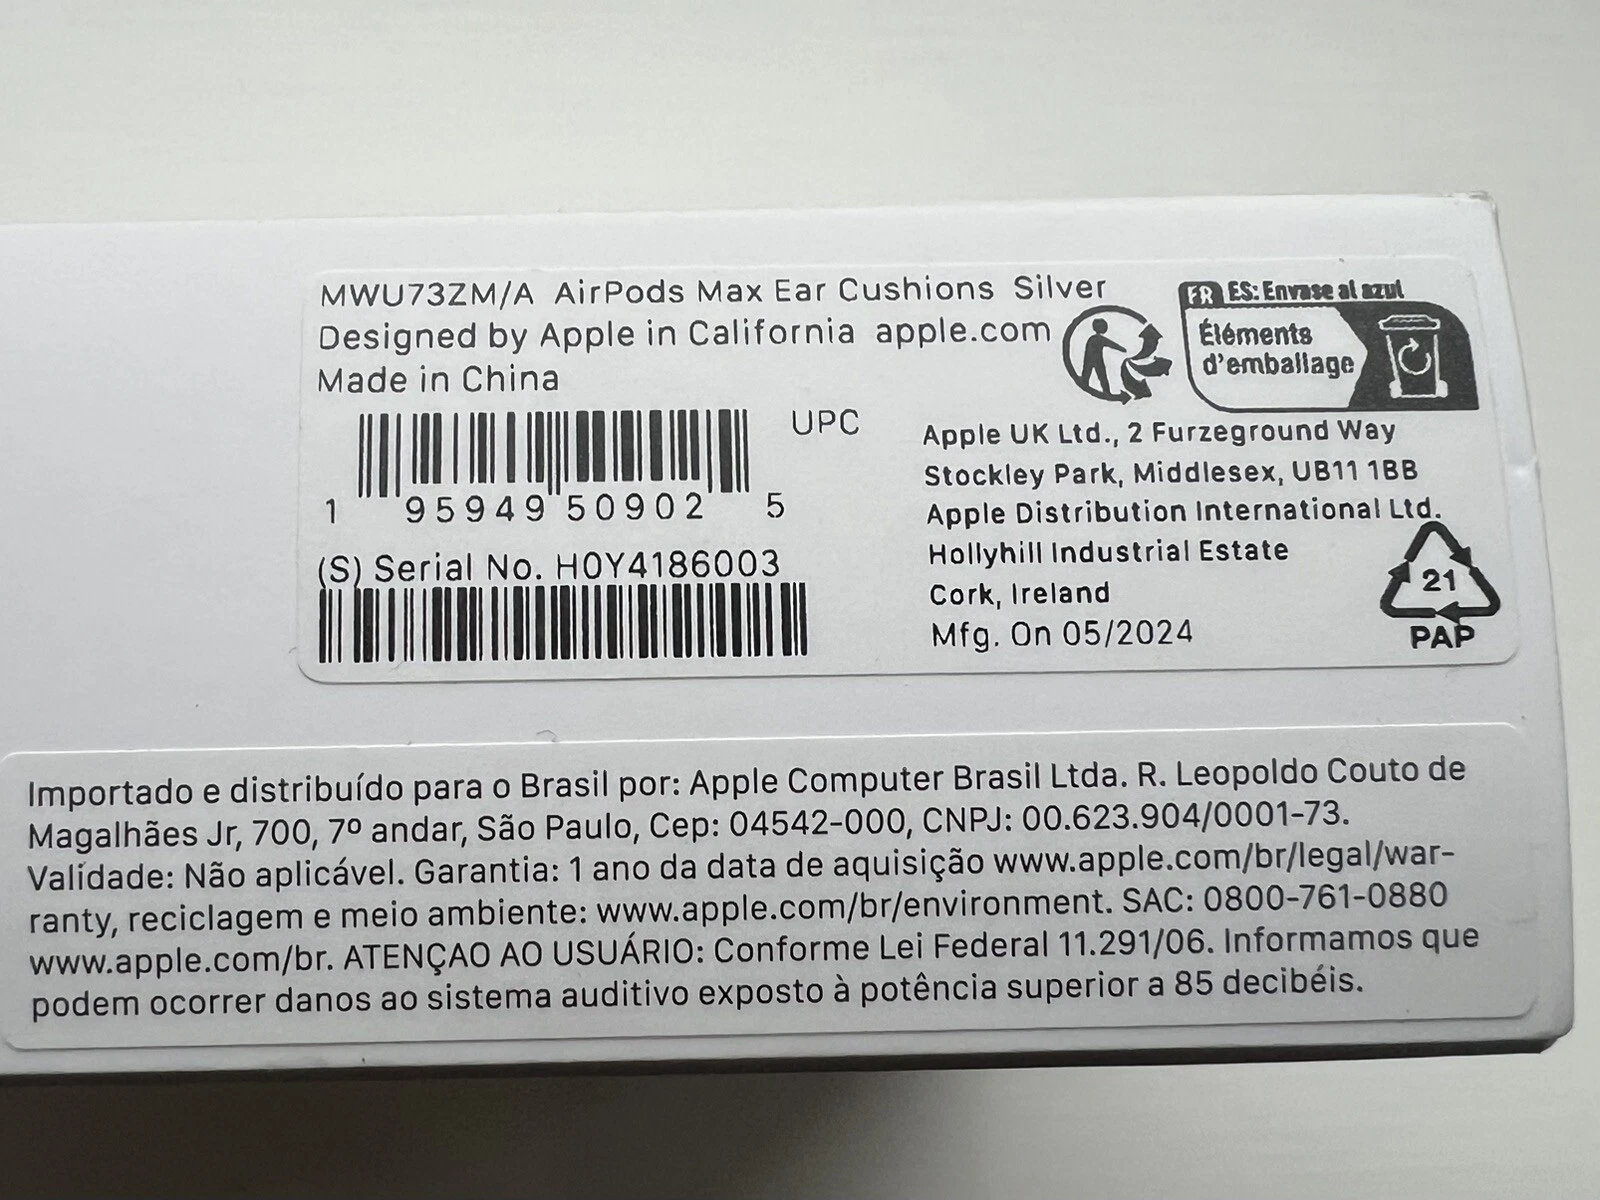 MWU73ZM/A AirPods Max Ear Cushions Silver
Designed by Apple in California apple.com
Made in China
UPC
1 95949 50902 5
(S) Serial No. H0Y4186003
FR ES: Envase al azul
Éléments
d'emballage
Apple UK Ltd., 2 Furzeground Way
Stockley Park, Middlesex, UB11 1BB
Apple Distribution International Ltd.
Hollyhill Industrial Estate
Cork, Ireland
Mfg. On 05/2024
21
PAP
Importado e distribuído para o Brasil por: Apple Computer Brasil Ltda. R. Leopoldo Couto de
Magalhães Jr, 700, 7º andar, São Paulo, Cep: 04542-000, CNPJ: 00.623.904/0001-73.
Validade: Não aplicável. Garantia: 1 ano da data de aquisição www.apple.com/br/legal/war-
ranty, reciclagem e meio ambiente: www.apple.com/br/environment. SAC: 0800-761-0880
www.apple.com/br. ATENÇAO AO USUÁRIO: Conforme Lei Federal 11.291/06. Informamos que
podem ocorrer danos ao sistema auditivo exposto à potência superior a 85 decibéis.